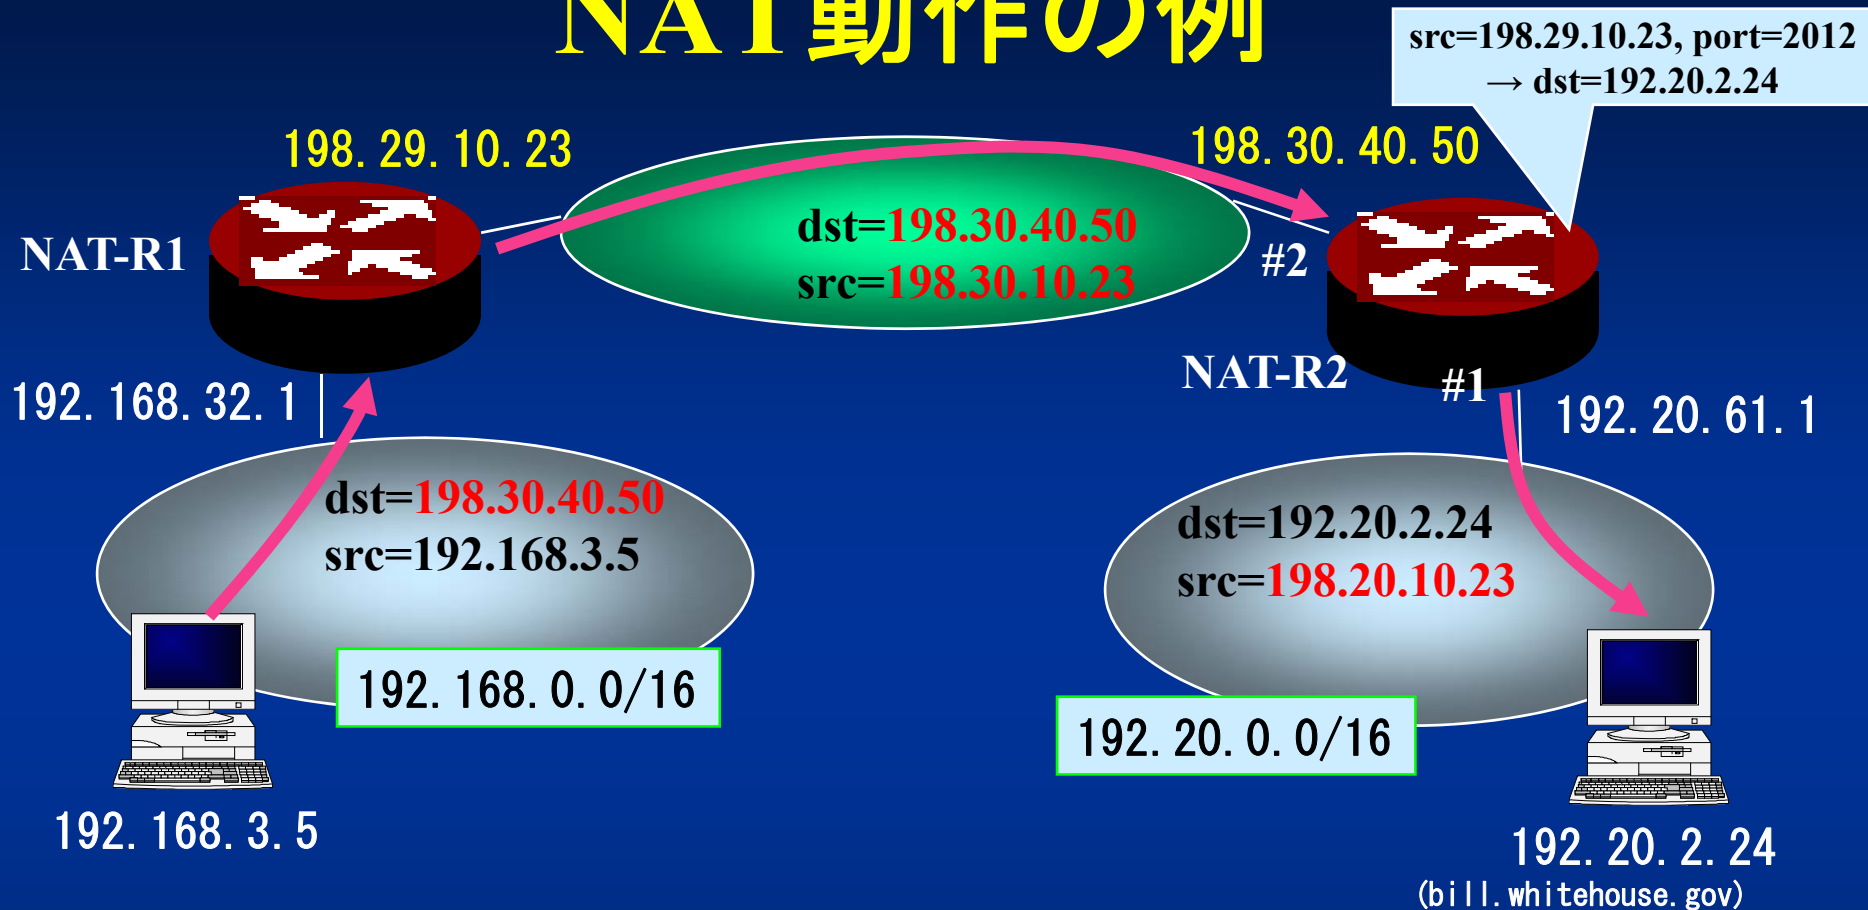 NAT動作の例
src=198.29.10.23, port=2012
→ dst=192.20.2.24
198.29.10.23
198.30.40.50
dst=198.30.40.50
src=198.30.10.23
NAT-R1
#2
NAT-R2
#1
192.168.32.1
192.20.61.1
dst=198.30.40.50
src=192.168.3.5
dst=192.20.2.24
src=198.20.10.23
192.168.0.0/16
192.20.0.0/16
192.168.3.5
192.20.2.24
(bill.whitehouse.gov)